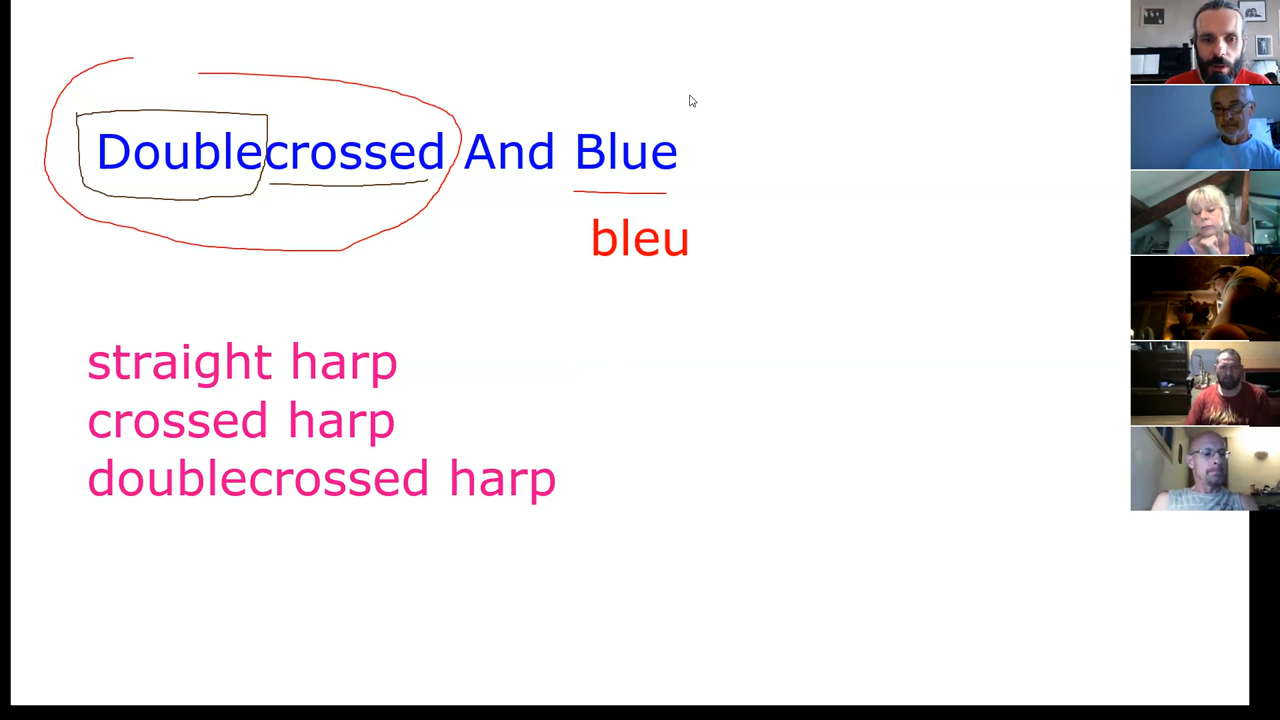 Doublecrossed And Blue
bleu
straight harp
crossed harp
doublecrossed harp